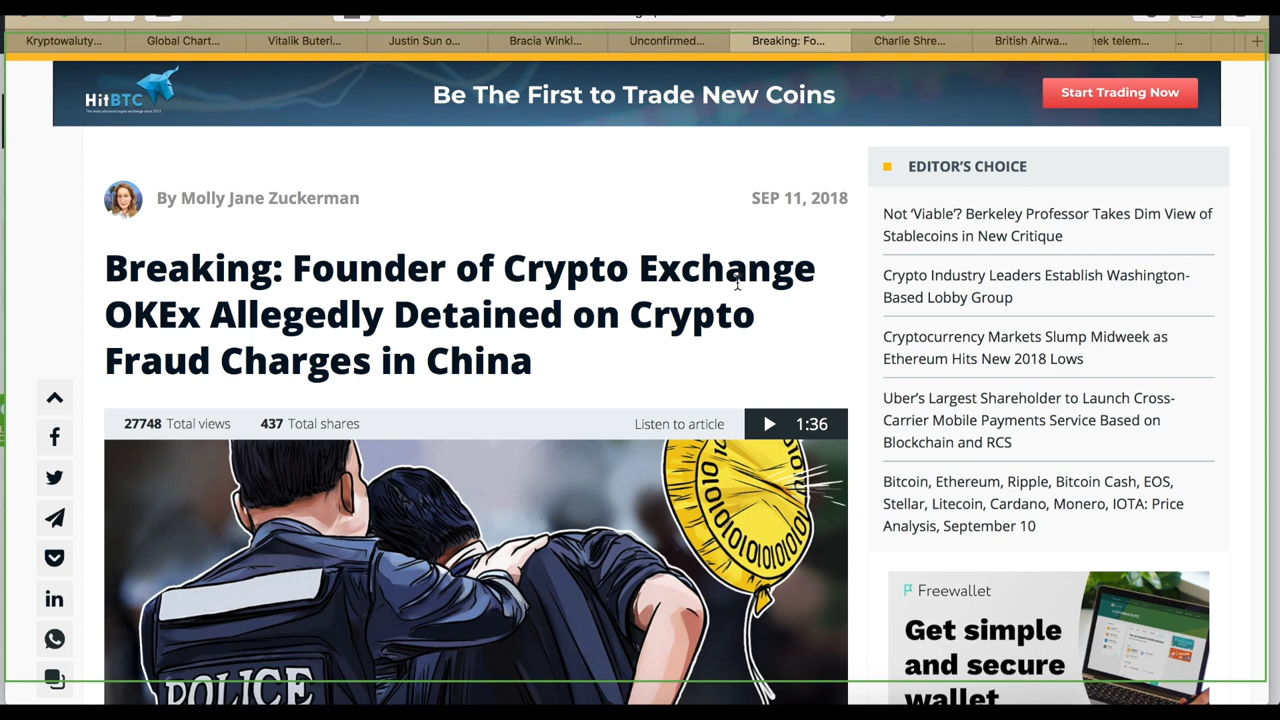 Kryptowaluty...
Global Chart...
Vitalik Buteri...
Justin Sun o...
Bracia Winkl...
Unconfirmed...
Breaking: Fo...
Charlie Shre...
British Airwa...
telem...
HitBTC
Be The First to Trade New Coins
Start Trading Now
By Molly Jane Zuckerman
SEP 11, 2018
Breaking: Founder of Crypto Exchange
OKEx Allegedly Detained on Crypto
Fraud Charges in China
27748 Total views
437 Total shares
Listen to article
1:36
POLICE
EDITOR'S CHOICE
Not ‘Viable’? Berkeley Professor Takes Dim View of
Stablecoins in New Critique
Crypto Industry Leaders Establish Washington-
Based Lobby Group
Cryptocurrency Markets Slump Midweek as
Ethereum Hits New 2018 Lows
Uber’s Largest Shareholder to Launch Cross-
Carrier Mobile Payments Service Based on
Blockchain and RCS
Bitcoin, Ethereum, Ripple, Bitcoin Cash, EOS,
Stellar, Litecoin, Cardano, Monero, IOTA: Price
Analysis, September 10
Freewallet
Get simple
and secure
wallet